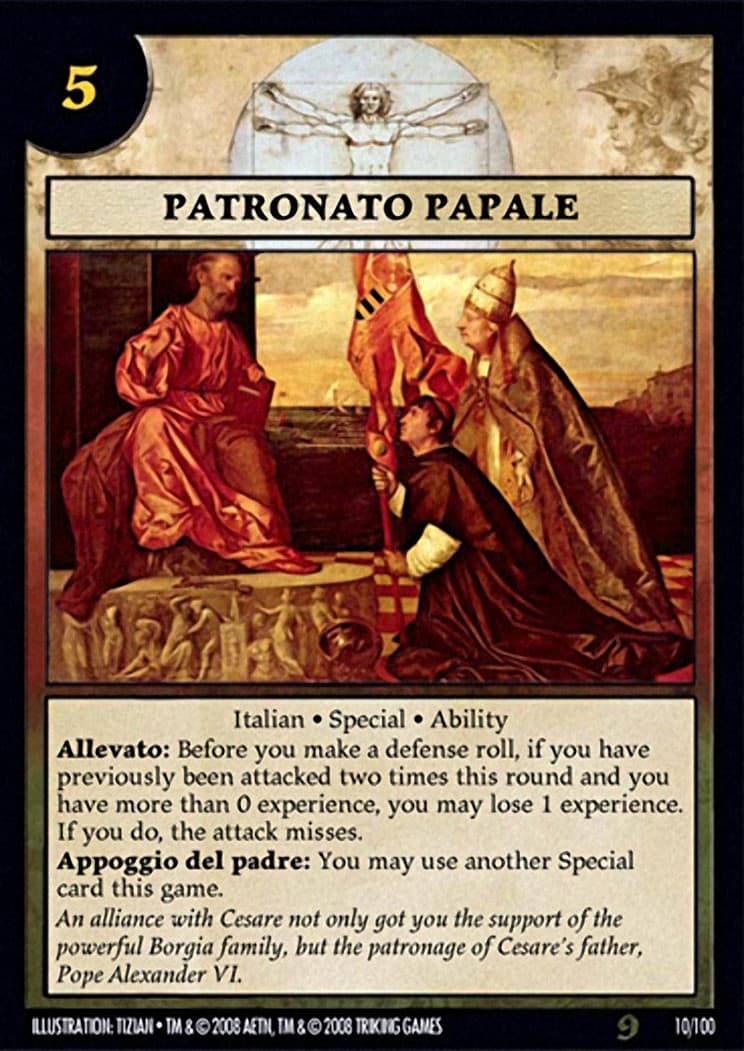 5
PATRONATO PAPALE
Italian • Special • Ability
Allevato: Before you make a defense roll, if you have
previously been attacked two times this round and you
have more than 0 experience, you may lose 1 experience.
If you do, the attack misses.
Appoggio del padre: You may use another Special
card this game.
An alliance with Cesare not only got you the support of the
powerful Borgia family, but the patronage of Cesare's father,
Pope Alexander VI.
ILLUSTRATION: TIZIAN • TM & © 2008 AETN, TM & © 2008 TRIKING GAMES
9
10/100